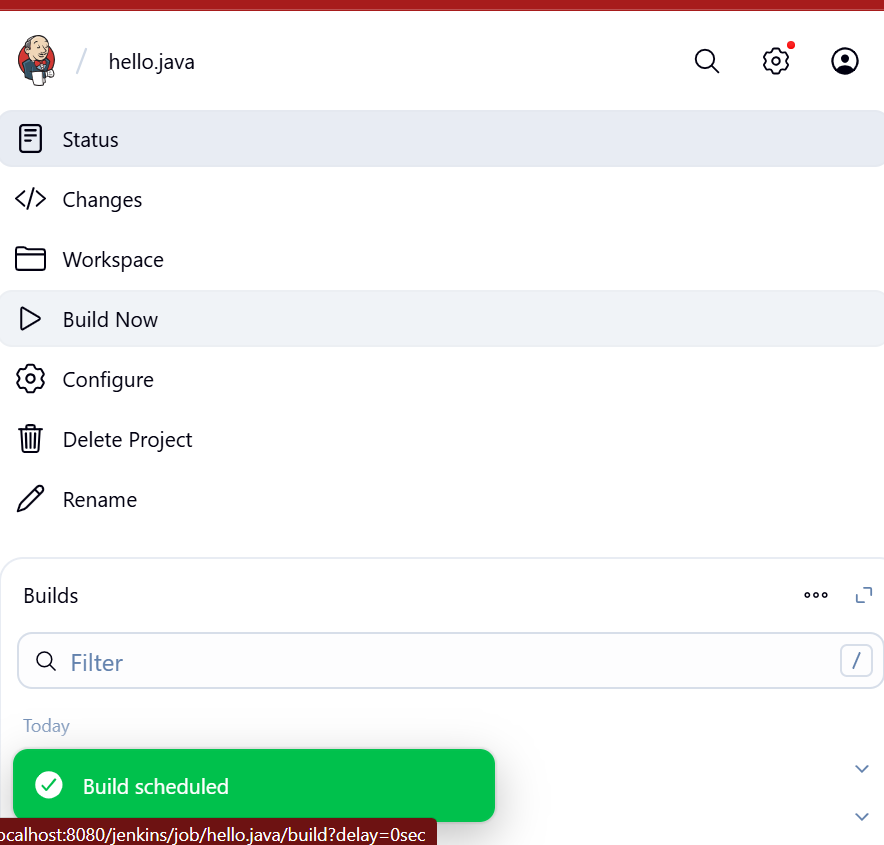 / hello.java
Status
Changes
Workspace
Build Now
Configure
Delete Project
Rename
Builds
Filter /
Today
Build scheduled
ocalhost:8080/jenkins/job/hello.java/build?delay=0sec